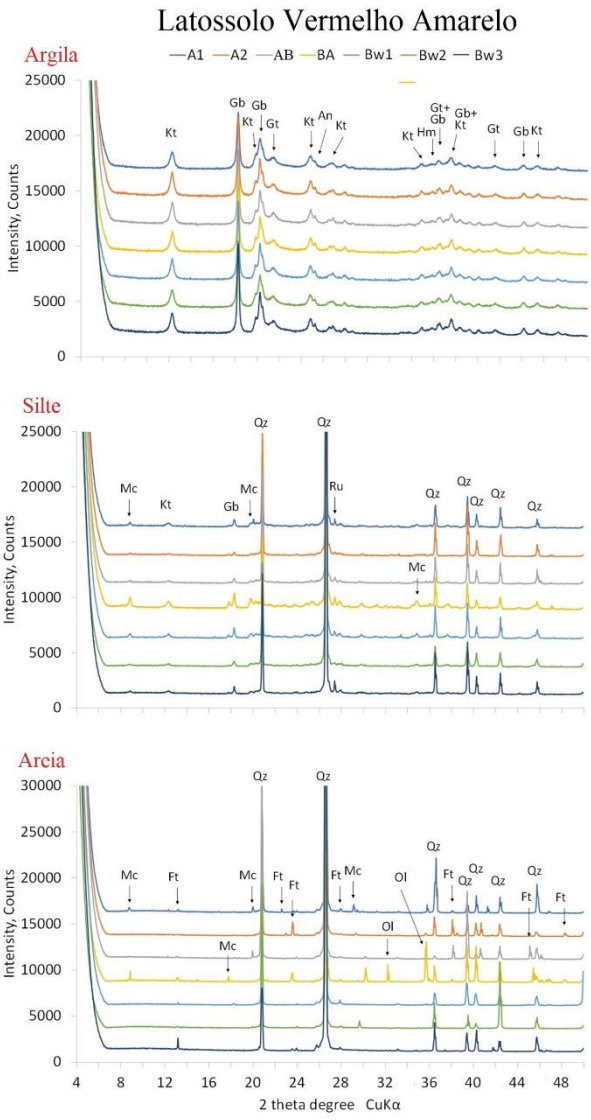 Latossolo Vermelho Amarelo
Argila
A1 A2 AB BA Bw1 Bw2 Bw3
25000
20000
15000
10000
5000
0
Intensity, Counts
Kt
Gb
Kt
Gb
Gt
Kt
An
Kt
Kt
Hm
Gt+
Gb
Gb+
Kt
Gt
Gb
Kt
Silte
25000
20000
15000
10000
5000
0
Intensity, Counts
Mc
Kt
Gb
Mc
Qz
Qz
Ru
Mc
Qz
Qz
Qz
Qz
Qz
Areia
30000
25000
20000
15000
10000
5000
0
Intensity, Counts
Mc
Ft
Mc
Mc
Qz
Ft
Ft
Qz
Ft
Mc
Ol
Ol
Qz
Ft
Qz
Qz
Qz
Ft
Qz
Ft
4 8 12 16 20 24 28 32 36 40 44 48
2 theta degree CuKα